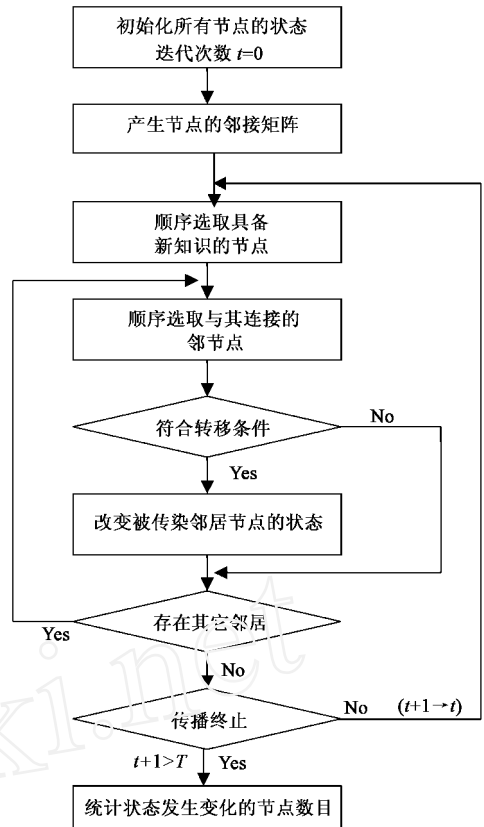 初始化所有节点的状态
迭代次数 t=0
产生节点的邻接矩阵
顺序选取具备
新知识的节点
顺序选取与其连接的
邻节点
符合转移条件
No
Yes
改变被传染邻居节点的状态
存在其它邻居
Yes
No
传播终止
No (t+1→t)
t+1>T Yes
统计状态发生变化的节点数目
xi.net